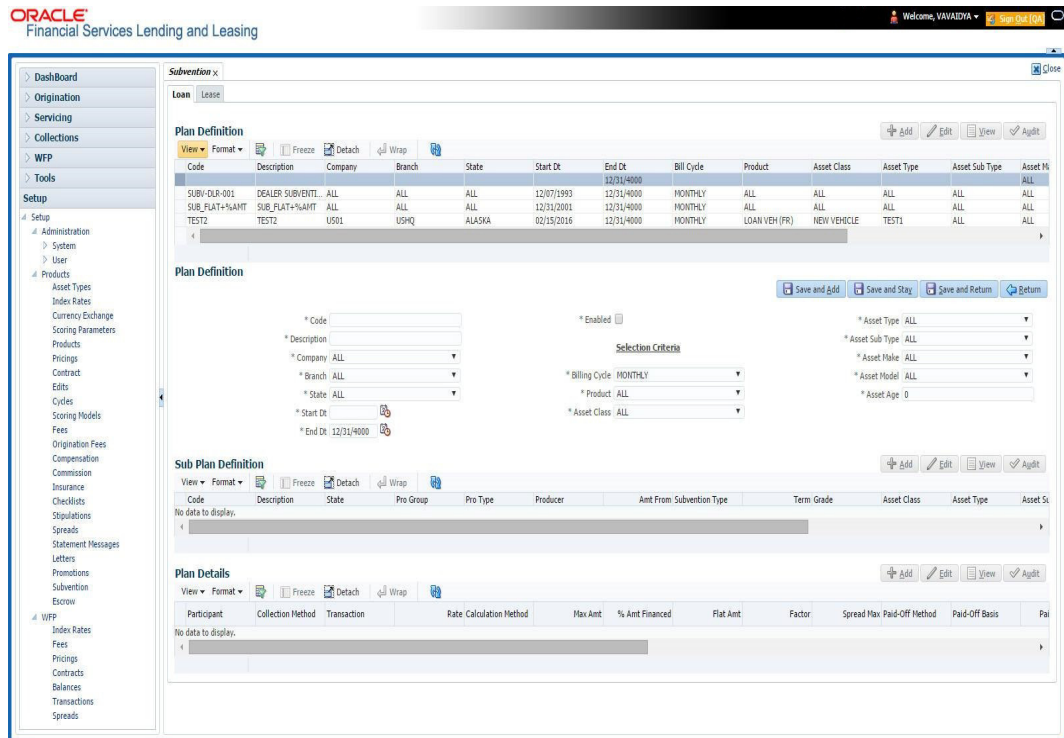 ORACLE
Financial Services Lending and Leasing
Welcome, VAVAIDYA
Sign Out [QA]
DashBoard
Origination
Servicing
Collections
WFP
Tools
Setup
Setup
Administration
System
User
Products
Asset Types
Index Rates
Currency Exchange
Scoring Parameters
Products
Pricings
Contract
Edits
Cycles
Scoring Models
Fees
Origination Fees
Compensation
Commission
Insurance
Checklists
Stipulations
Spreads
Statement Messages
Letters
Promotions
Subvention
Escrow
WFP
Index Rates
Fees
Pricings
Contracts
Balances
Transactions
Spreads
Subvention x
Close
Loan Lease
Plan Definition
Add Edit View Audit
View Format Freeze Detach Wrap
Code Description Company Branch State Start Dt End Dt Bill Cycle Product Asset Class Asset Type Asset Sub Type Asset M
12/31/4000 ALL
SUBV-DLR-001 DEALER SUBVENTI... ALL ALL ALL 12/07/1993 12/31/4000 MONTHLY ALL ALL ALL ALL ALL
SUB_FLAT+%AMT SUB_FLAT+%AMT ALL ALL ALL 12/31/2001 12/31/4000 MONTHLY ALL ALL ALL ALL ALL
TEST2 TEST2 US01 USHQ ALASKA 02/15/2016 12/31/4000 MONTHLY LOAN VEH (FR) NEW VEHICLE TEST1 ALL ALL
Plan Definition
Save and Add Save and Stay Save and Return Return
* Code
* Description
* Company ALL
* Branch ALL
* State ALL
* Start Dt
* End Dt 12/31/4000
* Enabled
Selection Criteria
* Billing Cycle MONTHLY
* Product ALL
* Asset Class ALL
* Asset Type ALL
* Asset Sub Type ALL
* Asset Make ALL
* Asset Model ALL
* Asset Age 0
Sub Plan Definition
Add Edit View Audit
View Format Freeze Detach Wrap
Code Description State Pro Group Pro Type Producer Amt From Subvention Type Term Grade Asset Class Asset Type Asset Su
No data to display.
Plan Details
Add Edit View Audit
View Format Freeze Detach Wrap
Participant Collection Method Transaction Rate Calculation Method Max Amt % Amt Financed Flat Amt Factor Spread Max Paid-Off Method Paid-Off Basis Pai
No data to display.